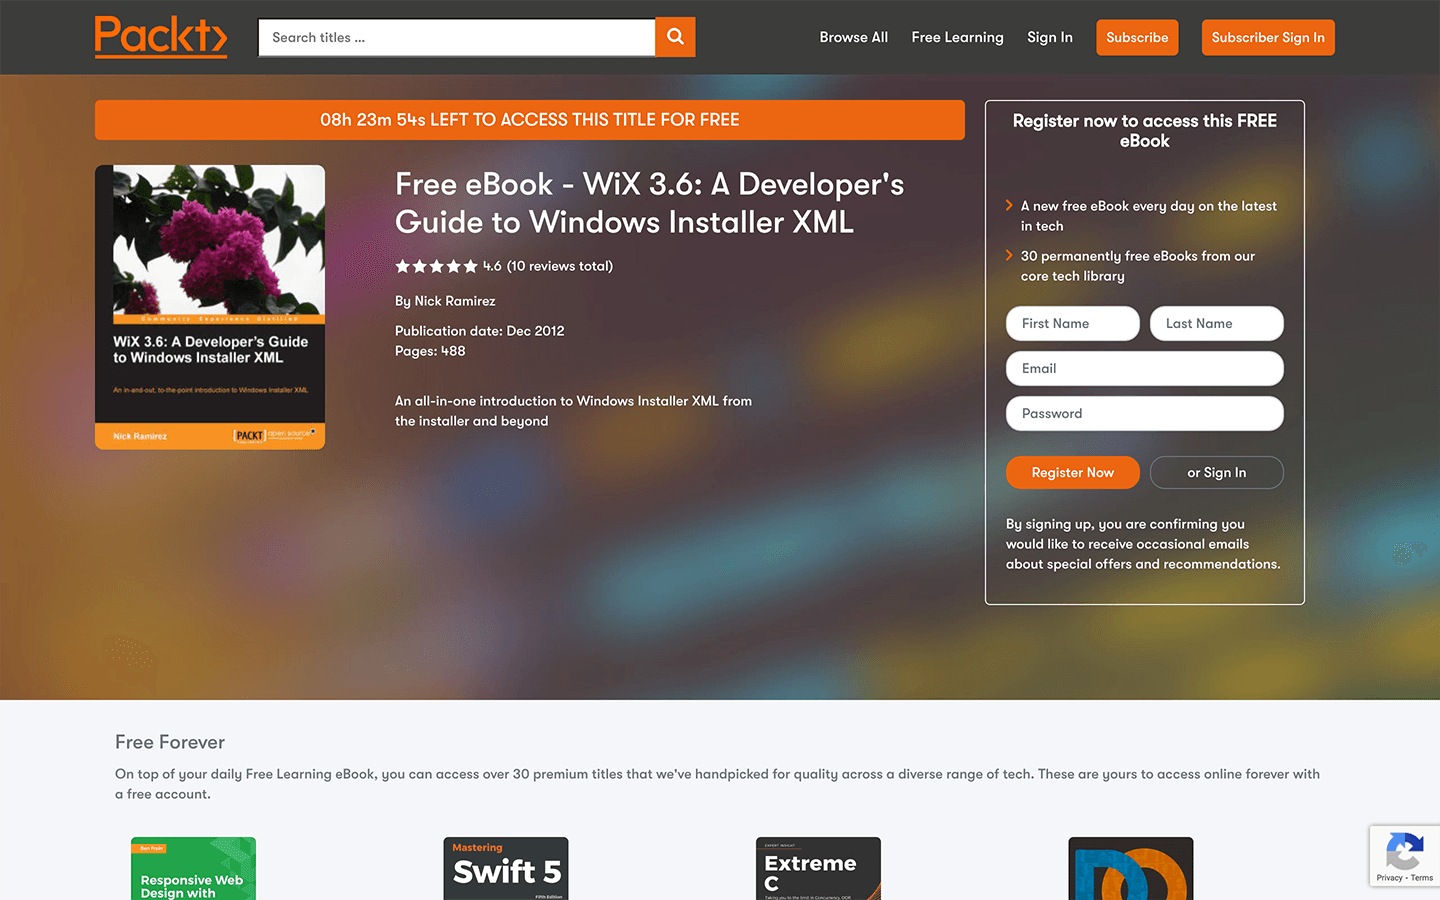 Packt
Search titles ...
Browse All
Free Learning
Sign In
Subscribe
Subscriber Sign In
08h 23m 54s LEFT TO ACCESS THIS TITLE FOR FREE
Community Experience Distilled
WiX 3.6: A Developer's Guide
to Windows Installer XML
An in-and-out, to-the-point introduction to Windows Installer XML
Nick Ramirez
PACKT open source
Free eBook - WiX 3.6: A Developer's
Guide to Windows Installer XML
4.6 (10 reviews total)
By Nick Ramirez
Publication date: Dec 2012
Pages: 488
An all-in-one introduction to Windows Installer XML from
the installer and beyond
Register now to access this FREE
eBook
A new free eBook every day on the latest
in tech
30 permanently free eBooks from our
core tech library
First Name
Last Name
Email
Password
Register Now
or Sign In
By signing up, you are confirming you
would like to receive occasional emails
about special offers and recommendations.
Free Forever
On top of your daily Free Learning eBook, you can access over 30 premium titles that we've handpicked for quality across a diverse range of tech. These are yours to access online forever with
a free account.
Ben Frain
Responsive Web
Design with
Mastering
Swift 5
Fifth Edition
EXPERT INSIGHT
Extreme
C
Taking you to the limit in Concurrency, OOP,
Privacy - Terms